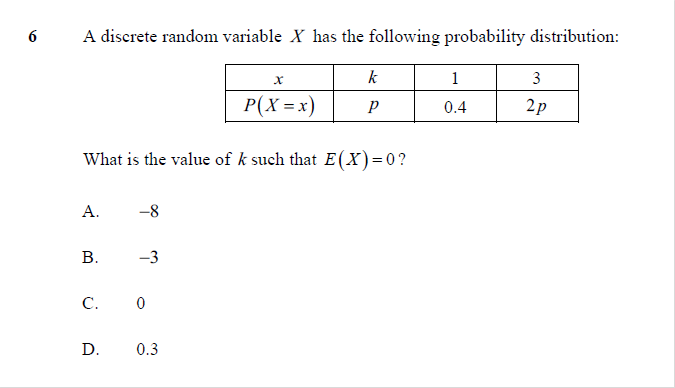 6 A discrete random variable X has the following probability distribution:
x k 1 3
P(X = x) p 0.4 2p
What is the value of k such that E(X)=0?
A. –8
B. –3
C. 0
D. 0.3